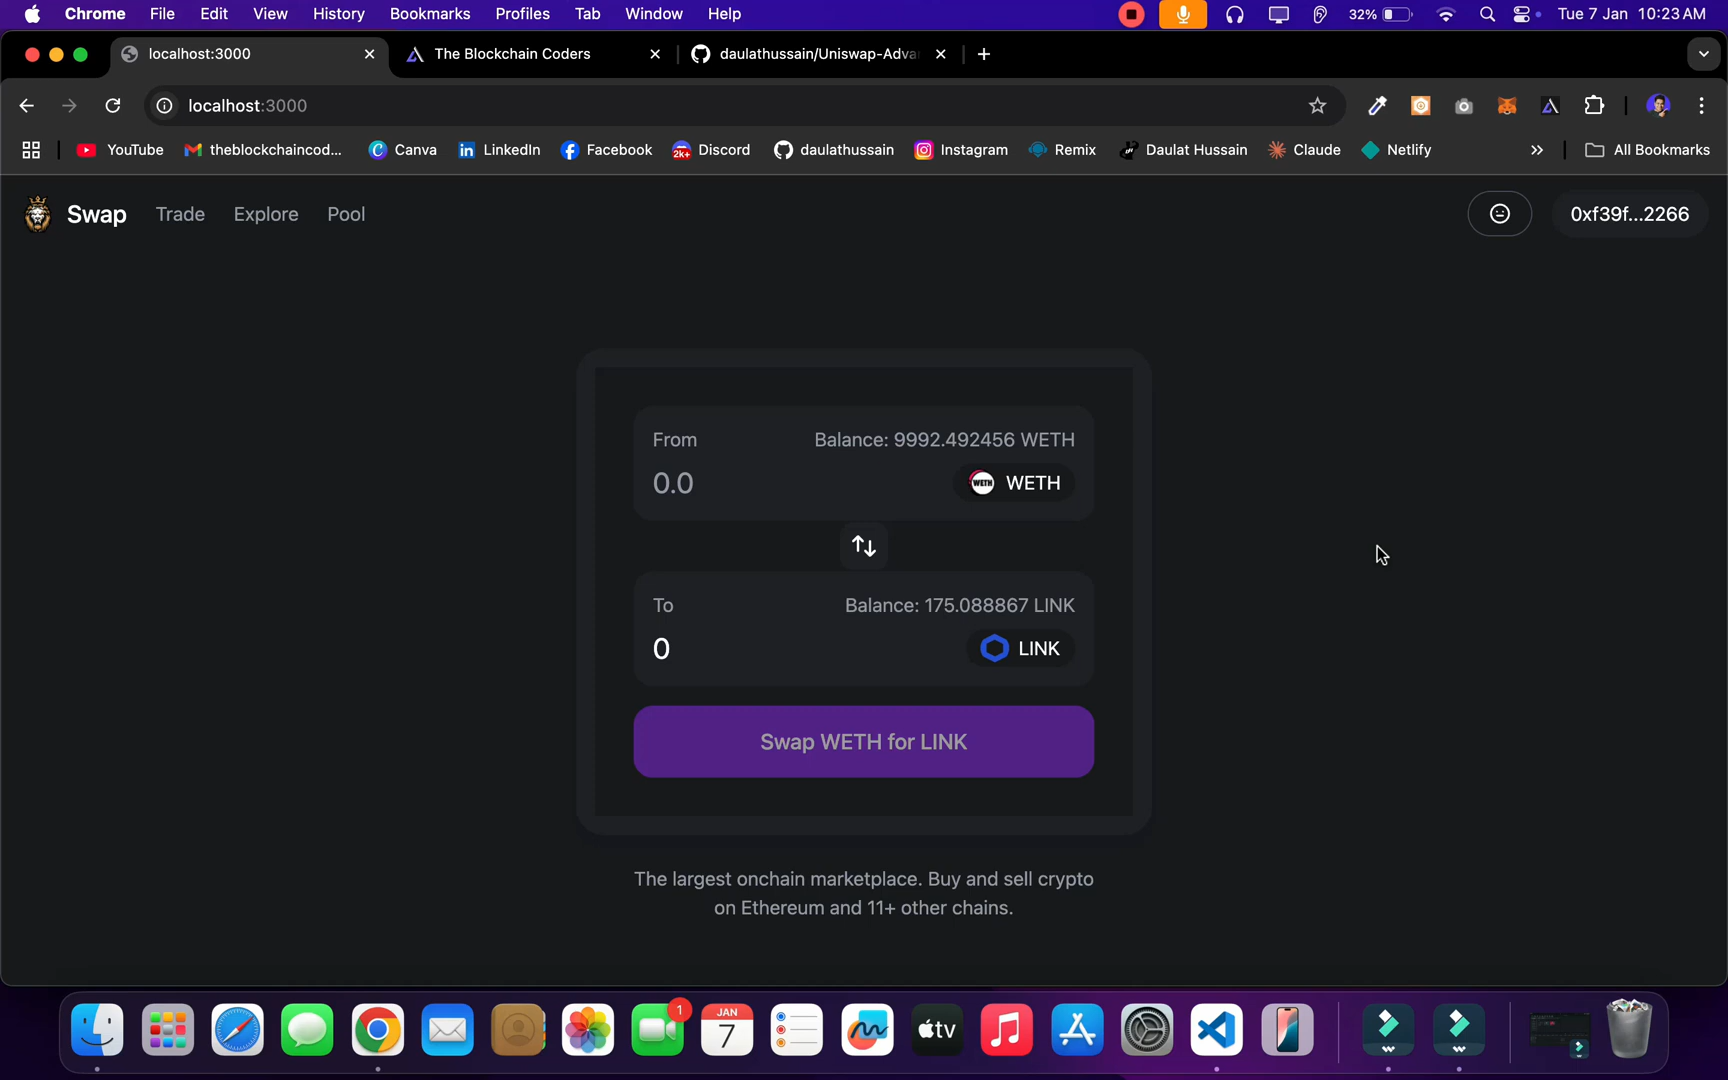 Chrome File Edit View History Bookmarks Profiles Tab Window Help 32% Tue 7 Jan 10:23 AM
localhost:3000 The Blockchain Coders daulathussain/Uniswap-Adva
localhost:3000
YouTube theblockchaincod... Canva LinkedIn Facebook 2k+ Discord daulathussain Instagram Remix Daulat Hussain Claude Netlify All Bookmarks
Swap Trade Explore Pool 0xf39f...2266
From Balance: 9992.492456 WETH
0.0 WETH WETH
To Balance: 175.088867 LINK
0 LINK
Swap WETH for LINK
The largest onchain marketplace. Buy and sell crypto
on Ethereum and 11+ other chains.
1 JAN 7 tv